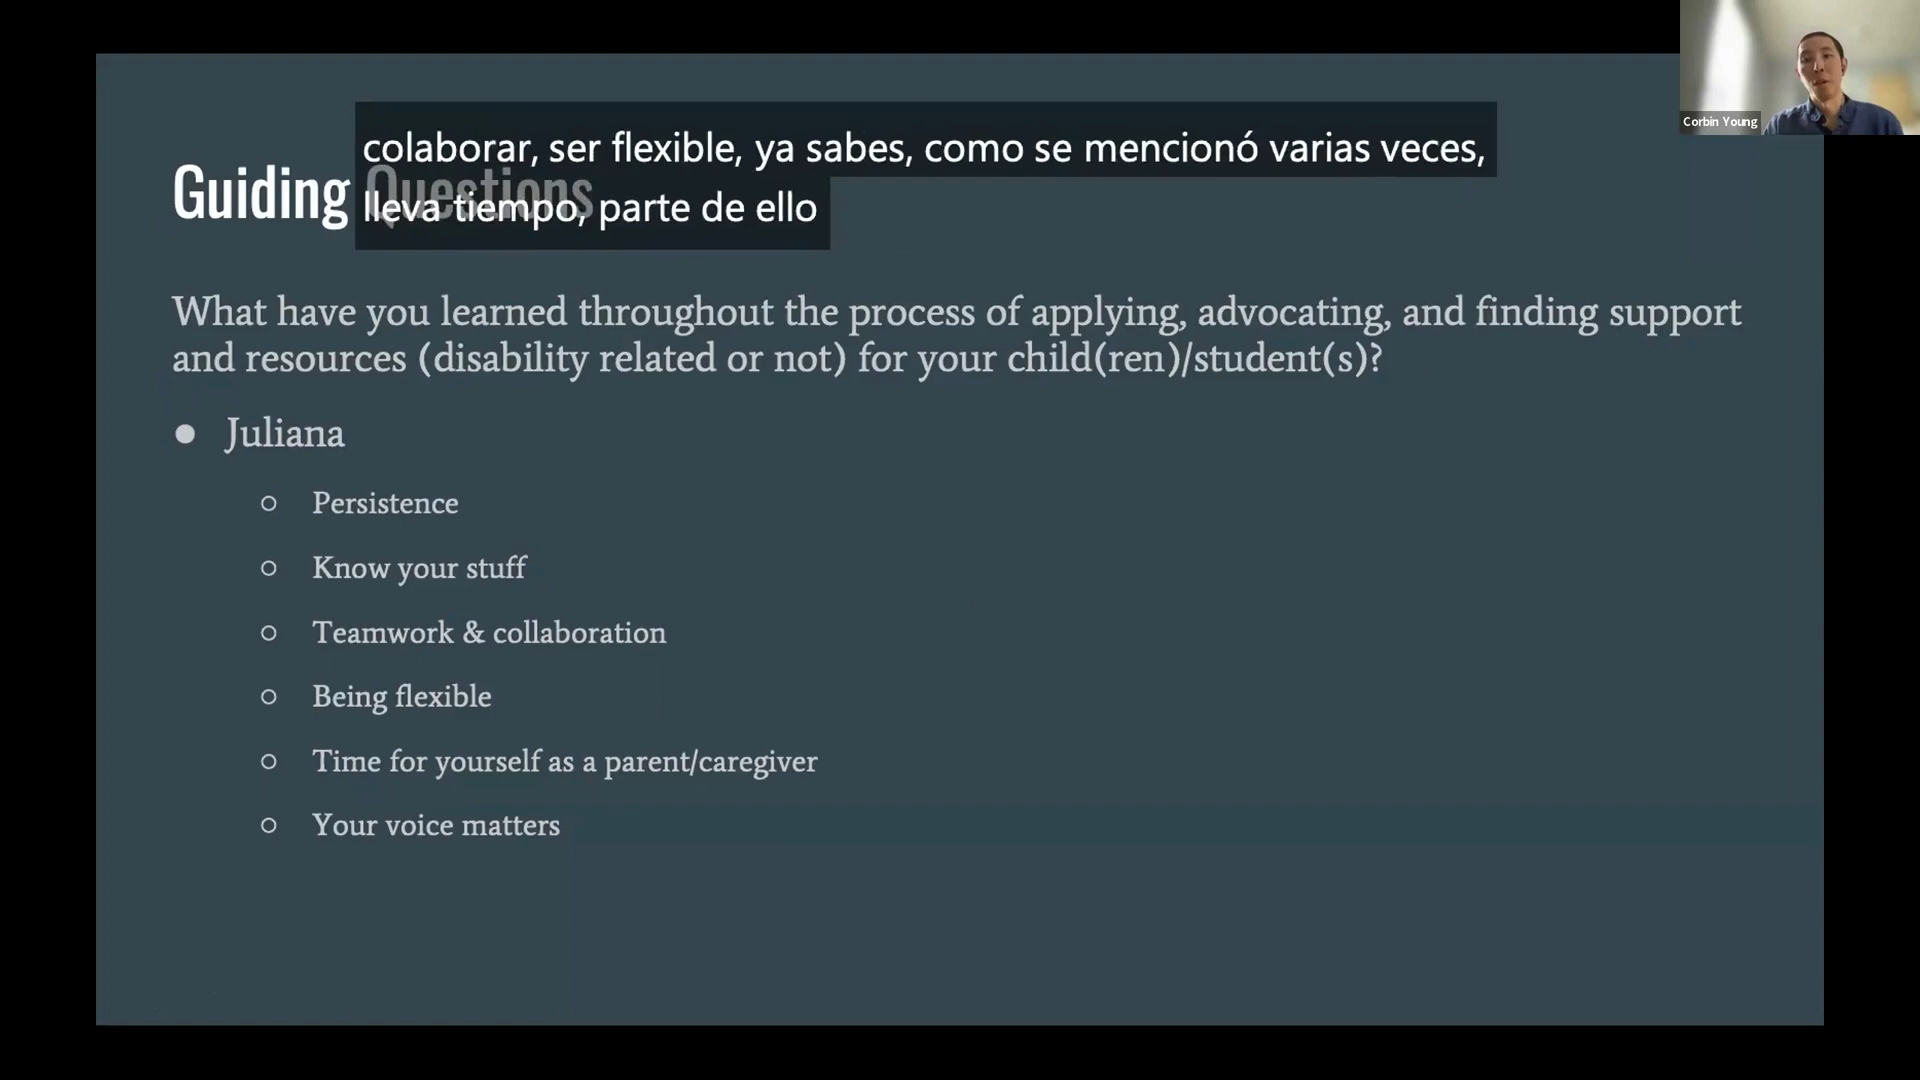 Corbin Young
colaborar, ser flexible, ya sabes, como se mencionó varias veces,
lleva tiempo, parte de ello
Guiding Questions
What have you learned throughout the process of applying, advocating, and finding support
and resources (disability related or not) for your child(ren)/student(s)?
● Juliana
○ Persistence
○ Know your stuff
○ Teamwork & collaboration
○ Being flexible
○ Time for yourself as a parent/caregiver
○ Your voice matters